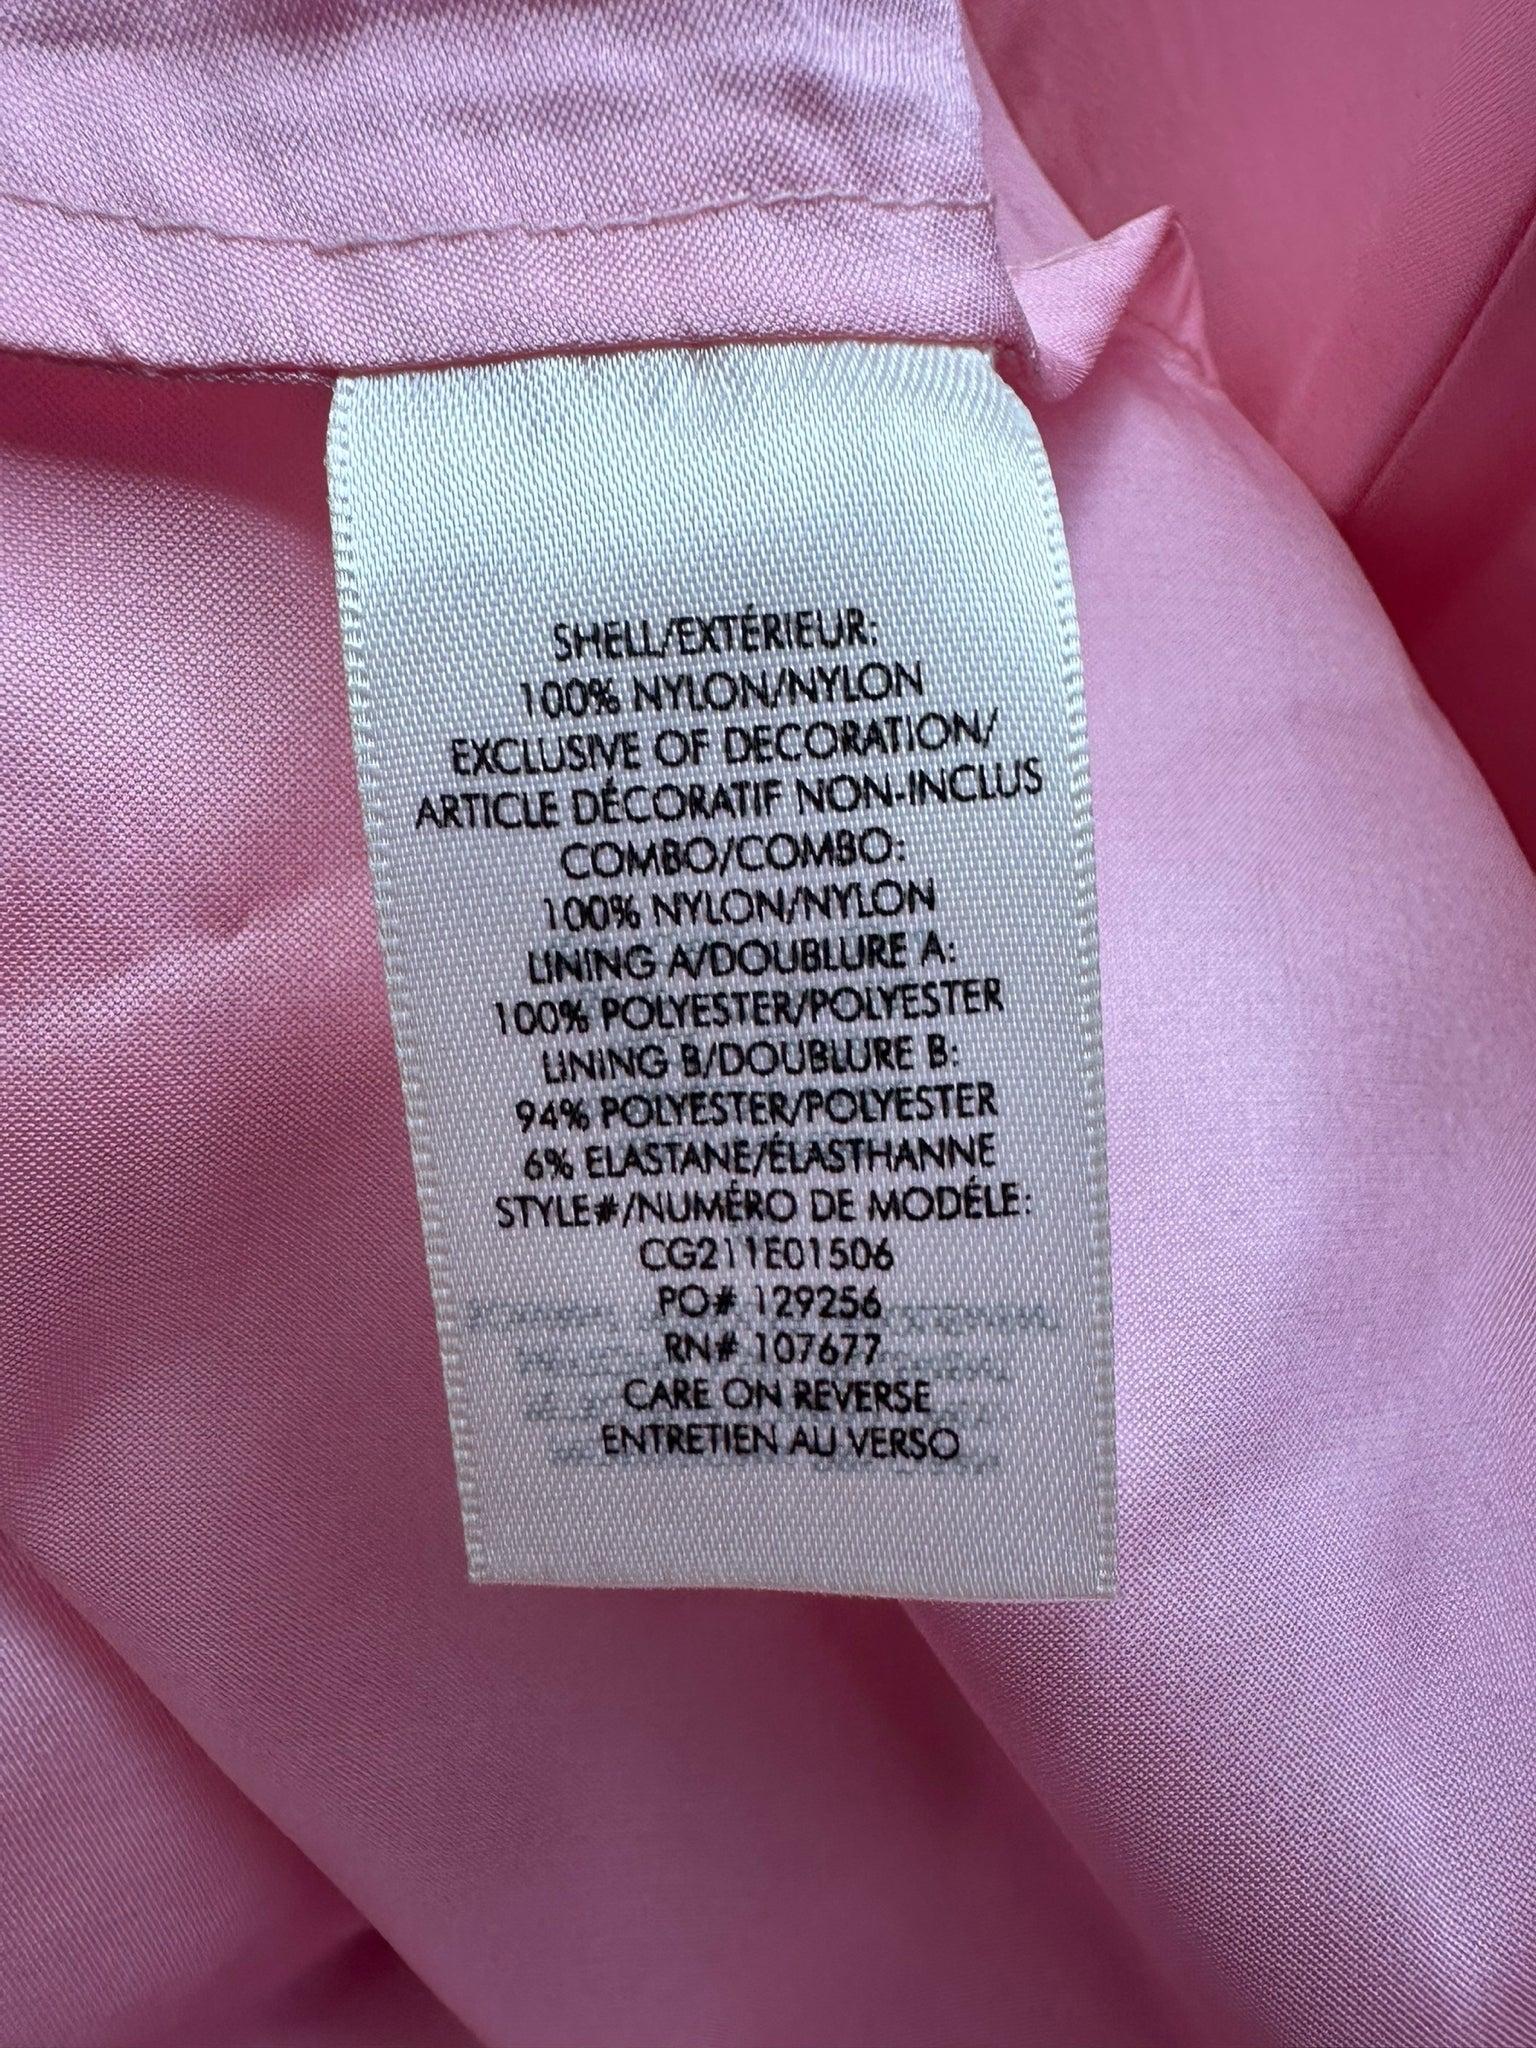 SHELL/EXTÉRIEUR:
100% NYLON/NYLON
EXCLUSIVE OF DECORATION/
ARTICLE DÉCORATIF NON-INCLUS
COMBO/COMBO:
100% NYLON/NYLON
LINING A/DOUBLURE A:
100% POLYESTER/POLYESTER
LINING B/DOUBLURE B:
94% POLYESTER/POLYESTER
6% ELASTANE/ÉLASTHANNE
STYLE#/NUMÉRO DE MODÉLE:
CG211E01506
PO# 129256
RN# 107677
CARE ON REVERSE
ENTRETIEN AU VERSO